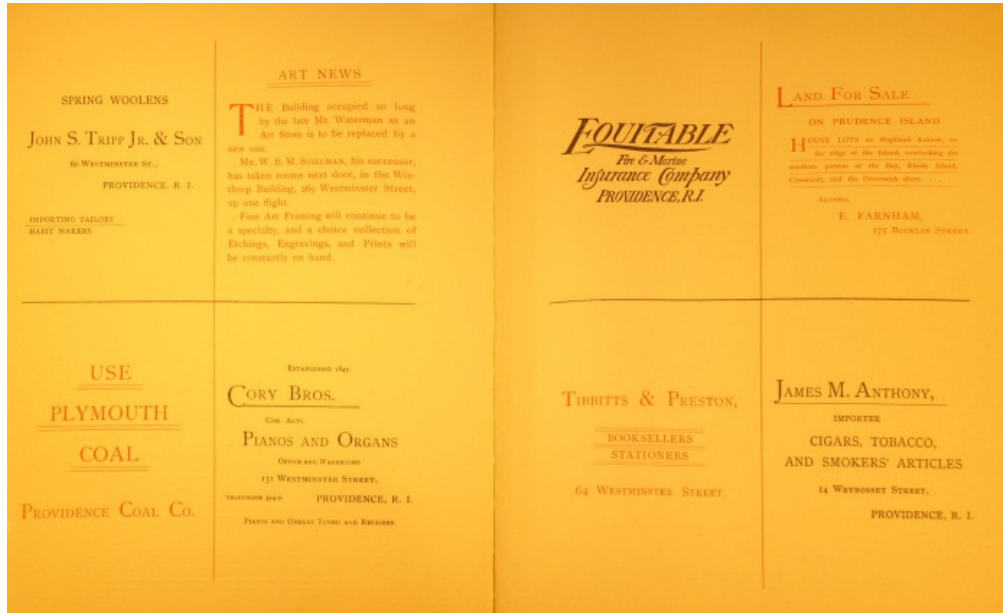 SPRING WOOLENS
JOHN S. TRIPP JR. & SON
60 WESTMINSTER ST.,
PROVIDENCE. R. I.
IMPORTING TAILORS
HABIT MAKERS
ART NEWS
THE Building occupied so long
by the late Mr. Waterman as an
Art Store is to be replaced by a
new one.
MR. W. B. M. STILLMAN, his successor,
has taken rooms next door, in the Win-
throp Building, 269 Westminster Street,
up one flight.
Fine Art Framing will continue to be
a specialty, and a choice collection of
Etchings, Engravings, and Prints will
be constantly on hand.
USE
PLYMOUTH
COAL
PROVIDENCE COAL CO.
ESTABLISHED 1847.
CORY BROS.
COM. AGTS.
PIANOS AND ORGANS
OFFICE AND WAREROOMS
131 WESTMINSTER STREET,
TELEPHONE
PROVIDENCE, R. I.
PIANOS AND ORGANS TUNED AND REPAIRED.
EQUITABLE
Fire & Marine
Insurance Company
PROVIDENCE, R.I.
LAND FOR SALE
ON PRUDENCE ISLAND
HOUSE LOTS on Highland Avenue, on
the ridge of the Island, overlooking the
southern portion of the Bay, Rhode Island,
Conanicut, and the Greenwich shore. . . .
ADDRESS,
E. FARNHAM,
175 BUCKLIN STREET.
TIBBITTS & PRESTON,
BOOKSELLERS
STATIONERS
64 WESTMINSTER STREET.
JAMES M. ANTHONY,
IMPORTER
CIGARS, TOBACCO,
AND SMOKERS' ARTICLES
14 WEYBOSSET STREET,
PROVIDENCE, R. I.